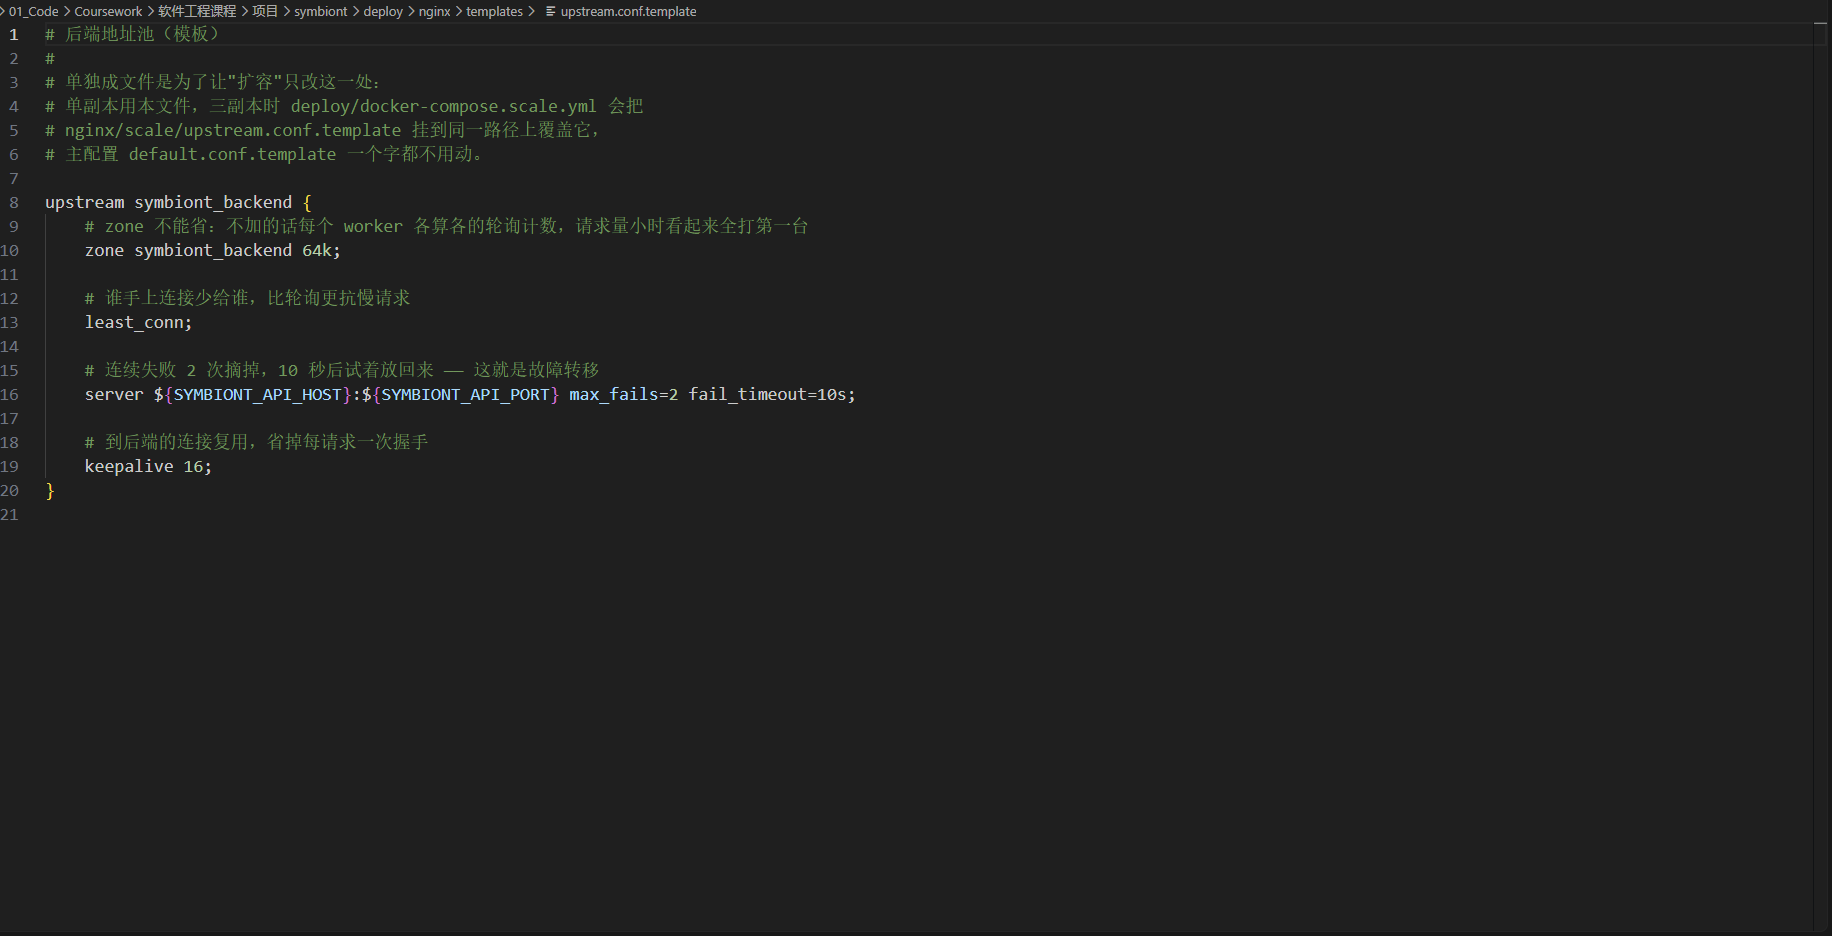 01_Code > Coursework > 软件工程课程 > 项目 > symbiont > deploy > nginx > templates > upstream.conf.template
1 # 后端地址池（模板）
2 #
3 # 单独成文件是为了让"扩容"只改这一处：
4 # 单副本用本文件，三副本时 deploy/docker-compose.scale.yml 会把
5 # nginx/scale/upstream.conf.template 挂到同一路径上覆盖它，
6 # 主配置 default.conf.template 一个字都不用动。
7
8 upstream symbiont_backend {
9 # zone 不能省：不加的话每个 worker 各算各的轮询计数，请求量小时看起来全打第一台
10 zone symbiont_backend 64k;
11
12 # 谁手上连接少给谁，比轮询更抗慢请求
13 least_conn;
14
15 # 连续失败 2 次摘掉，10 秒后试着放回来 —— 这就是故障转移
16 server ${SYMBIONT_API_HOST}:${SYMBIONT_API_PORT} max_fails=2 fail_timeout=10s;
17
18 # 到后端的连接复用，省掉每请求一次握手
19 keepalive 16;
20 }
21